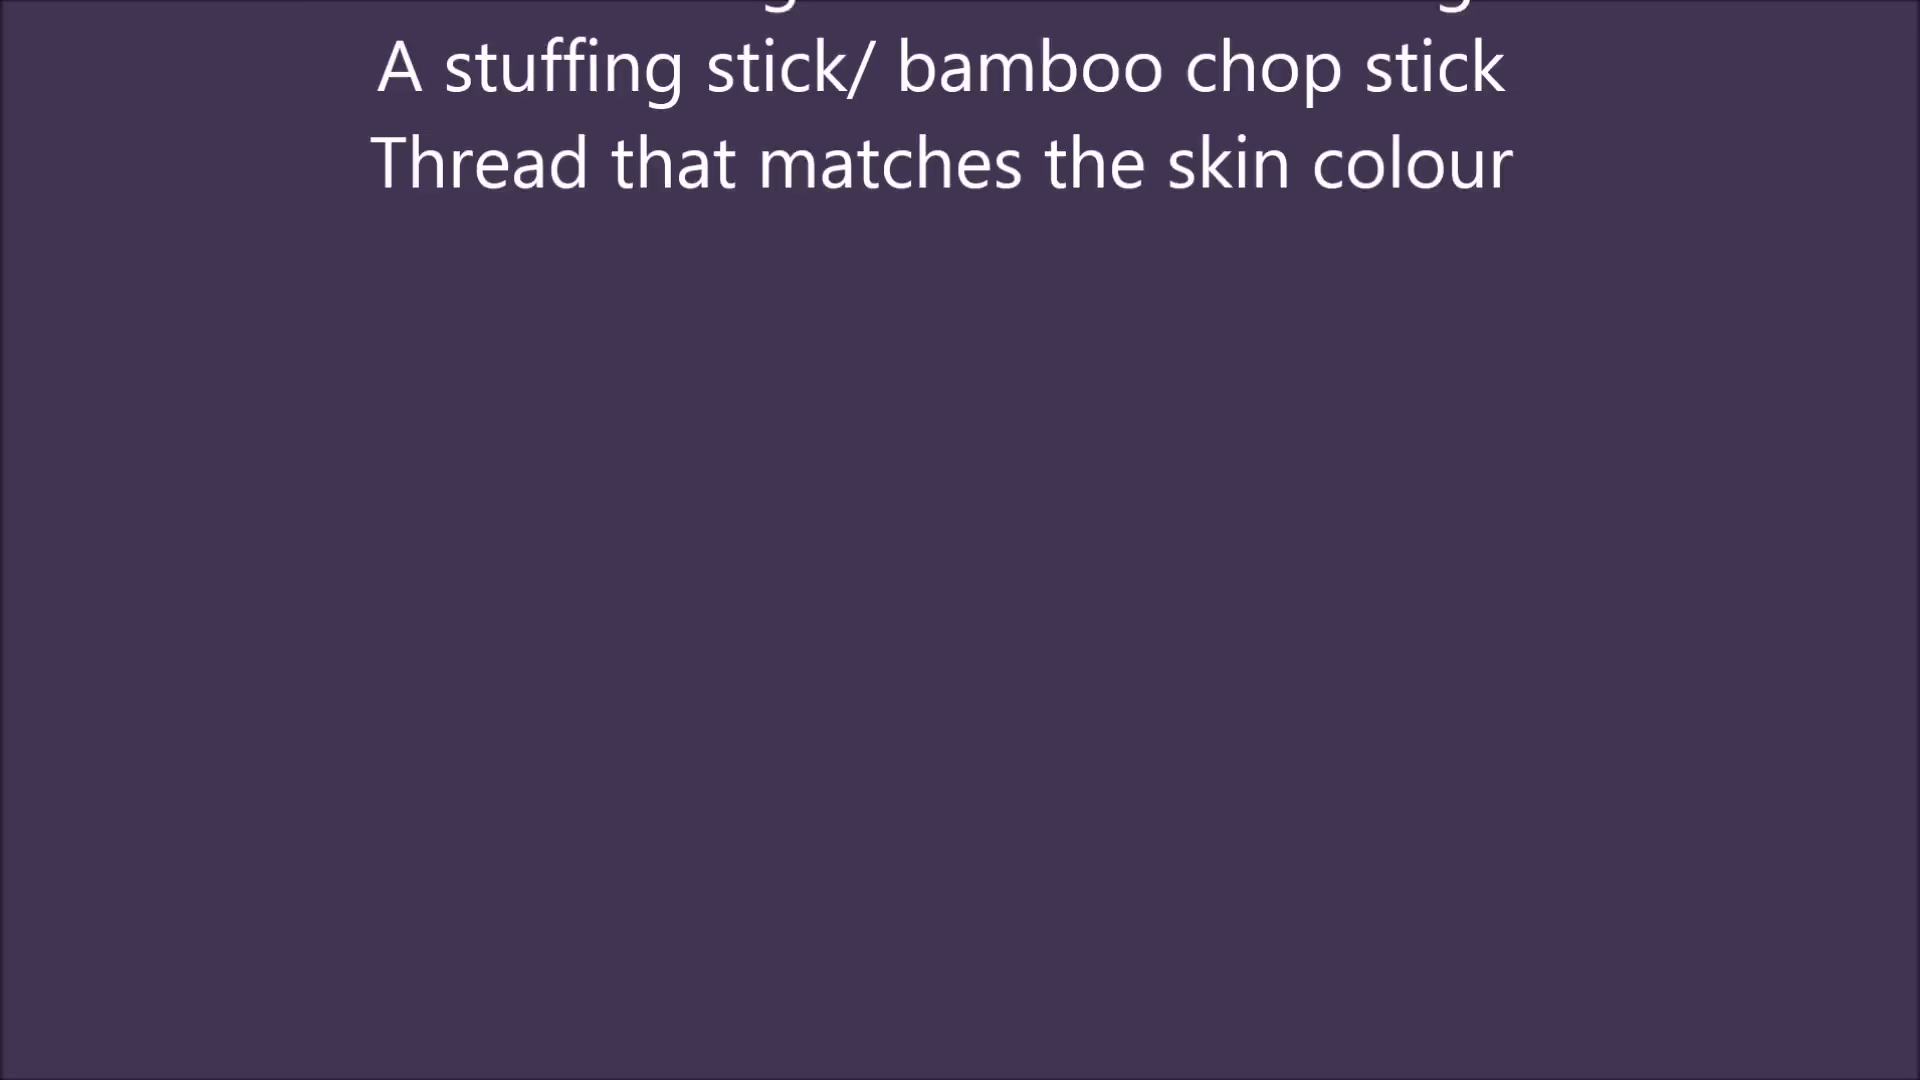 A stuffing stick/ bamboo chop stick
Thread that matches the skin colour